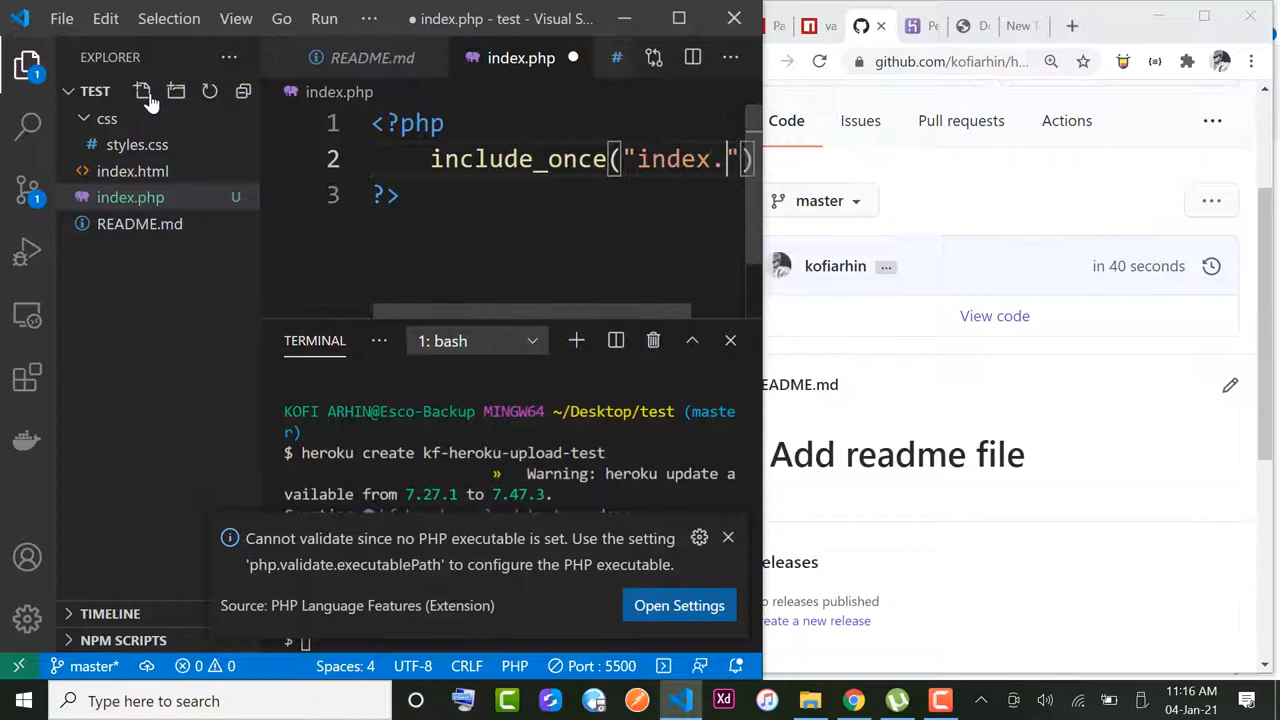 File Edit Selection View Go Run ··· ● index.php - test - Visual S...
EXPLORER ···
TEST
css
# styles.css
<> index.html
index.php U
README.md
TIMELINE
NPM SCRIPTS
README.md index.php ● # ···
index.php
1 <?php
2 include_once("index.")
3 ?>
TERMINAL ··· 1: bash
KOFI ARHIN@Esco-Backup MINGW64 ~/Desktop/test (maste
r)
$ heroku create kf-heroku-upload-test
» Warning: heroku update a
vailable from 7.27.1 to 7.47.3.
Cannot validate since no PHP executable is set. Use the setting
'php.validate.executablePath' to configure the PHP executable.
Source: PHP Language Features (Extension) Open Settings
$
master* 0 0 Spaces: 4 UTF-8 CRLF PHP Port : 5500
Pa va Pe De New T
github.com/kofiarhin/h...
Code Issues Pull requests Actions ···
master ···
kofiarhin ... in 40 seconds
View code
EADME.md
Add readme file
eleases
o releases published
eate a new release
Type here to search
Xd
11:16 AM
04-Jan-21